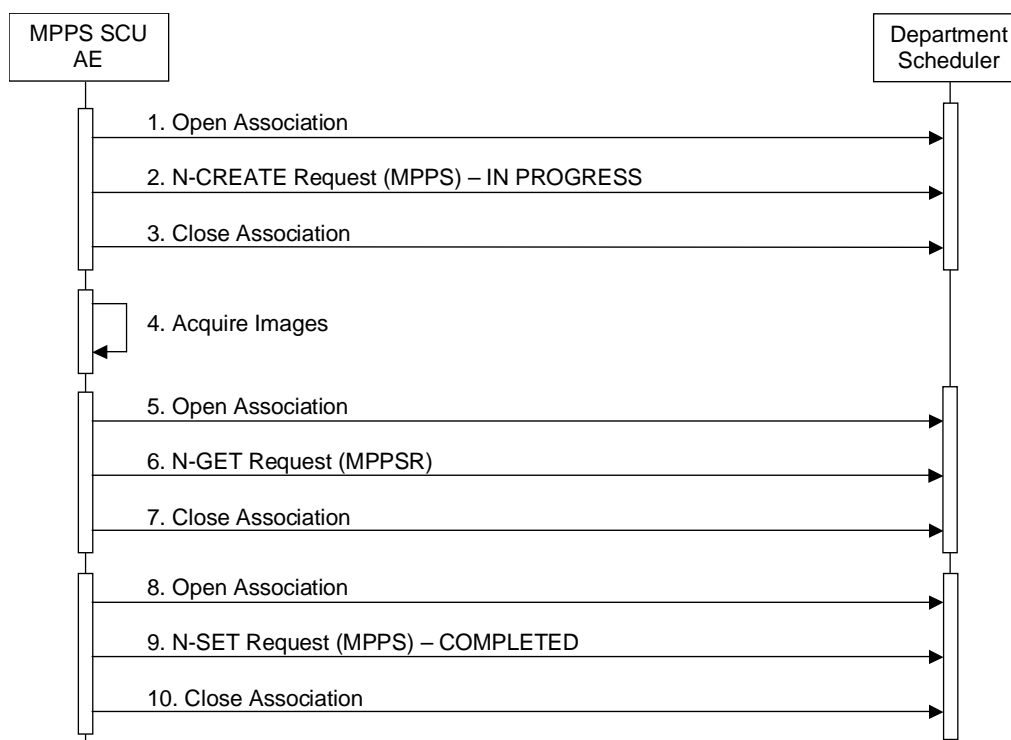 MPPS SCU
AE
Department
Scheduler
1. Open Association
2. N-CREATE Request (MPPS) – IN PROGRESS
3. Close Association
4. Acquire Images
5. Open Association
6. N-GET Request (MPPSR)
7. Close Association
8. Open Association
9. N-SET Request (MPPS) – COMPLETED
10. Close Association